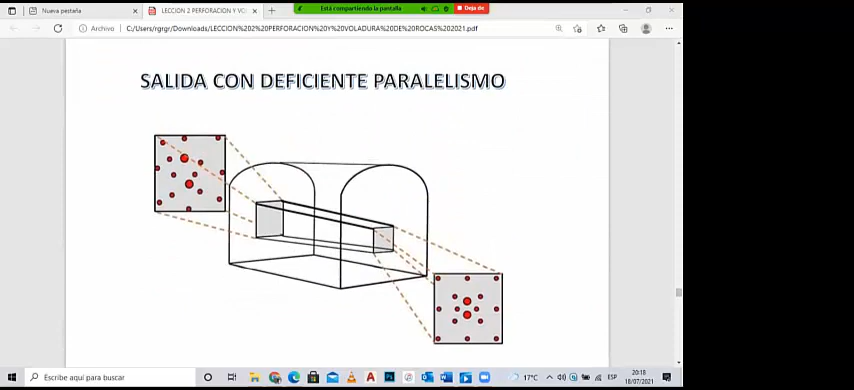 Nueva pestaña
LECCION 2 PERFORACION Y VO
Está compartiendo la pantalla
Deja de
Archivo
C:/Users/rgrgr/Downloads/LECCION%202%20PERFORACION%20Y%20VOLADURA%20DE%20ROCAS%202021.pdf
SALIDA CON DEFICIENTE PARALELISMO
Escribe aquí para buscar
17°C
ESP
20:18
18/07/2021